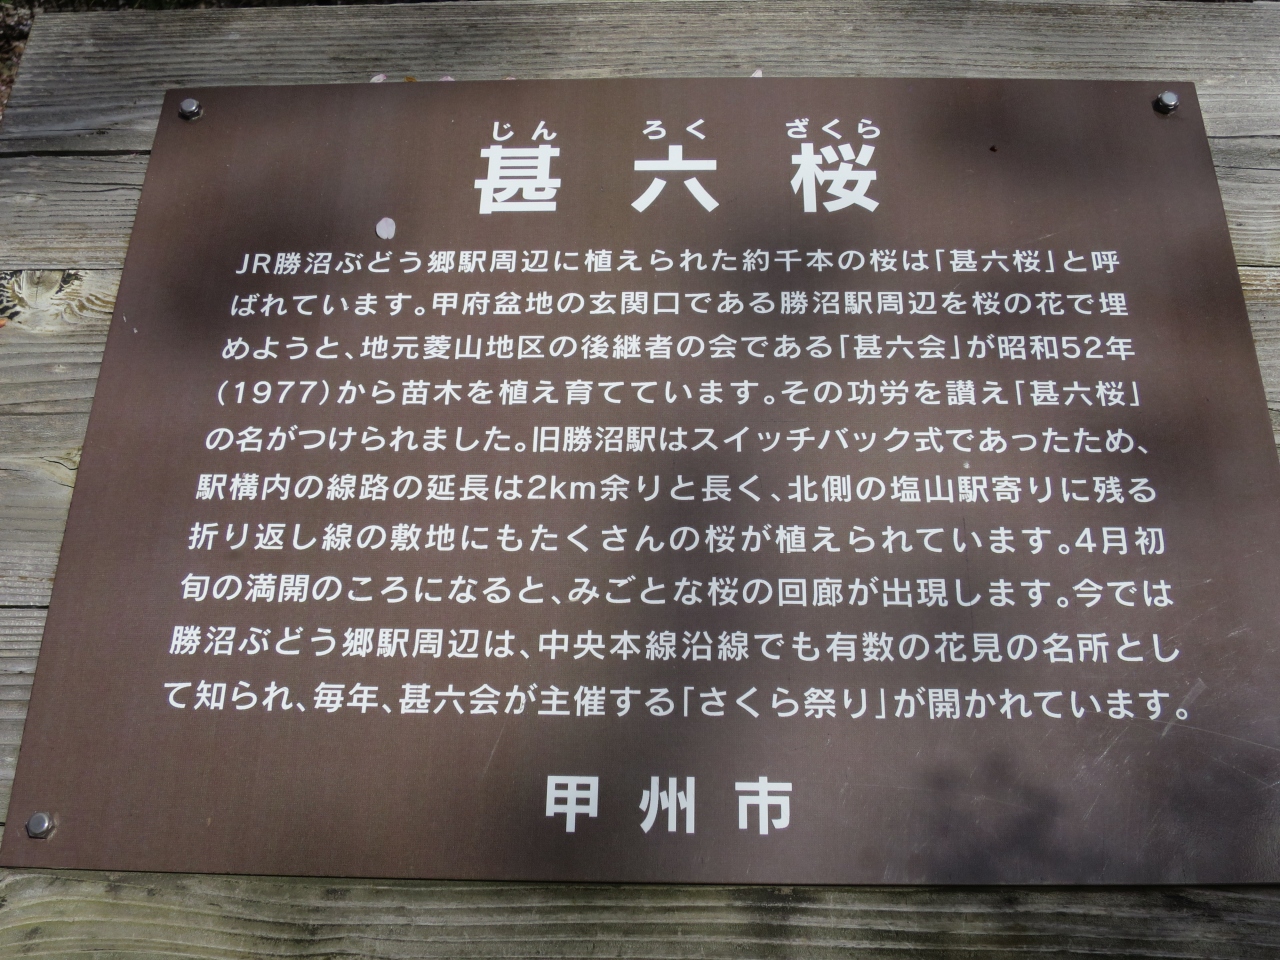 じん ろく ざくら
甚六桜
JR勝沼ぶどう郷駅周辺に植えられた約千本の桜は「甚六桜」と呼
ばれています。甲府盆地の玄関口である勝沼駅周辺を桜の花で埋
めようと、地元菱山地区の後継者の会である「甚六会」が昭和52年
(1977)から苗木を植え育てています。その功労を讃え「甚六桜」
の名がつけられました。旧勝沼駅はスイッチバック式であったため、
駅構内の線路の延長は2km余りと長く、北側の塩山駅寄りに残る
折り返し線の敷地にもたくさんの桜が植えられています。4月初
旬の満開のころになると、みごとな桜の回廊が出現します。今では
勝沼ぶどう郷駅周辺は、中央本線沿線でも有数の花見の名所とし
て知られ、毎年、甚六会が主催する「さくら祭り」が開かれています。
甲州市